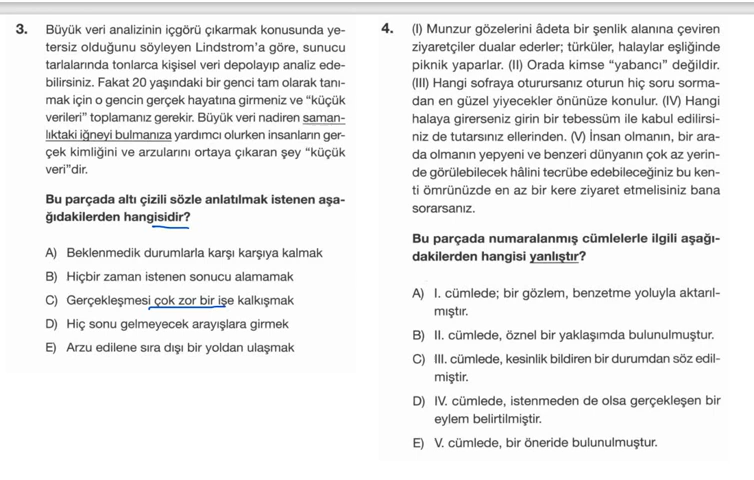 3. Büyük veri analizinin içgörü çıkarmak konusunda ye-
tersiz olduğunu söyleyen Lindstrom'a göre, sunucu
tarlalarında tonlarca kişisel veri depolayıp analiz ede-
bilirsiniz. Fakat 20 yaşındaki bir genci tam olarak tanı-
mak için o gencin gerçek hayatına girmeniz ve “küçük
verileri” toplamanız gerekir. Büyük veri nadiren saman-
lıktaki iğneyi bulmanıza yardımcı olurken insanların ger-
çek kimliğini ve arzularını ortaya çıkaran şey “küçük
veri”dir.
Bu parçada altı çizili sözle anlatılmak istenen aşa-
ğıdakilerden hangisidir?
A) Beklenmedik durumlarla karşı karşıya kalmak
B) Hiçbir zaman istenen sonucu alamamak
C) Gerçekleşmesi çok zor bir işe kalkışmak
D) Hiç sonu gelmeyecek arayışlara girmek
E) Arzu edilene sıra dışı bir yoldan ulaşmak
4. (I) Munzur gözelerini âdeta bir şenlik alanına çeviren
ziyaretçiler dualar ederler; türküler, halaylar eşliğinde
piknik yaparlar. (II) Orada kimse “yabancı” değildir.
(III) Hangi sofraya oturursanız oturun hiç soru sorma-
dan en güzel yiyecekler önünüze konulur. (IV) Hangi
halaya girerseniz girin bir tebessüm ile kabul edilirsi-
niz de tutarsınız ellerinden. (V) İnsan olmanın, bir ara-
da olmanın yepyeni ve benzeri dünyanın çok az yerin-
de görülebilecek hâlini tecrübe edebileceğiniz bu ken-
ti ömrünüzde en az bir kere ziyaret etmelisiniz bana
sorarsanız.
Bu parçada numaralanmış cümlelerle ilgili aşağı-
dakilerden hangisi yanlıştır?
A) I. cümlede; bir gözlem, benzetme yoluyla aktarıl-
mıştır.
B) II. cümlede, öznel bir yaklaşımda bulunulmuştur.
C) III. cümlede, kesinlik bildiren bir durumdan söz edil-
miştir.
D) IV. cümlede, istenmeden de olsa gerçekleşen bir
eylem belirtilmiştir.
E) V. cümlede, bir öneride bulunulmuştur.